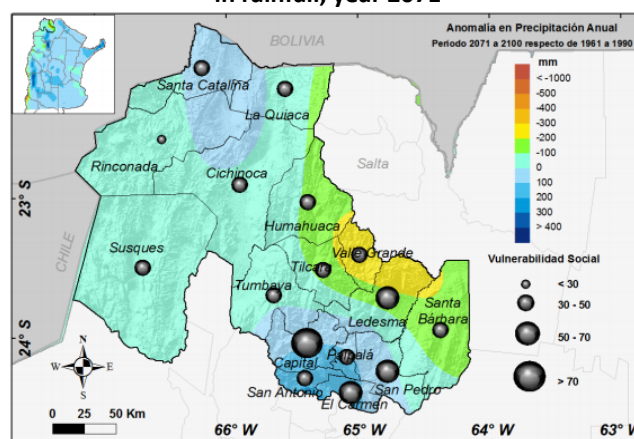 in rainfall, year 2071
Anomalía en Precipitación Anual
Periodo 2071 a 2100 respecto de 1961 a 1990
BOLIVIA
mm
< -1000
-500
-400
-300
-200
-100
0
100
200
300
> 400
Santa Catalina
La Quiaca
Salta
Rinconada
Cichinoca
23° S
Humahuaca
CHILE
Susques
Valle Grande
Tilcara
Tumbaya
Vulnerabilidad Social
< 30
30 - 50
50 - 70
> 70
Ledesma
Santa
Bárbara
24° S
Capital
Palpalá
San Antonio
San Pedro
El Carmen
N
W
E
S
0 25 50 Km
66° W
65° W
64° W
63° W